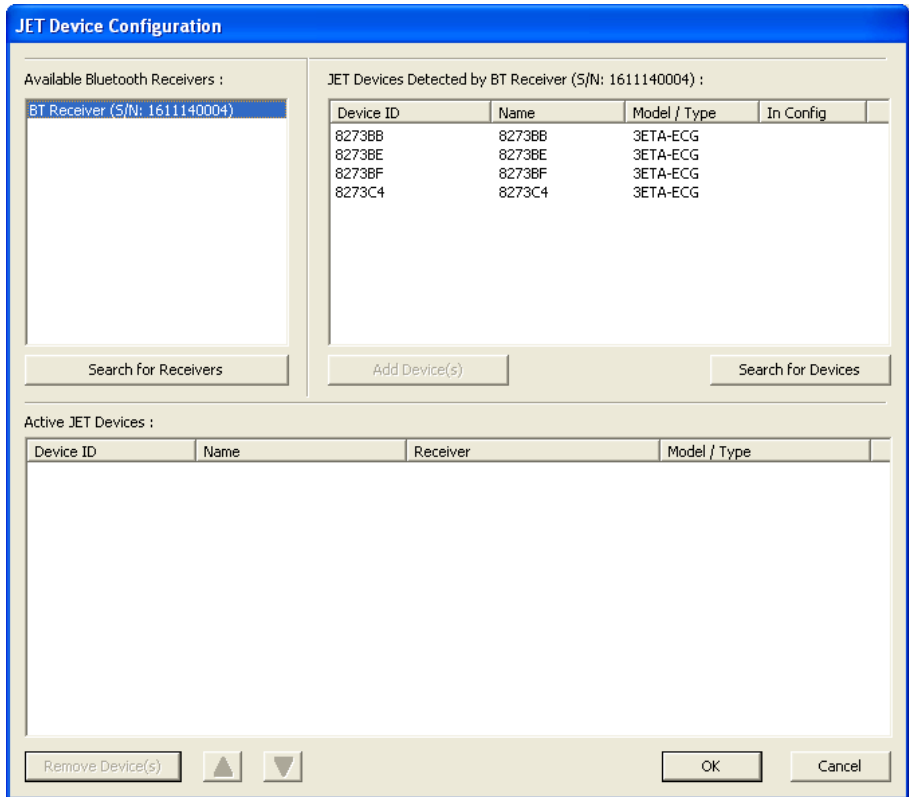 JET Device Configuration
Available Bluetooth Receivers :
BT Receiver (S/N: 1611140004)
Search for Receivers
JET Devices Detected by BT Receiver (S/N: 1611140004) :
Device ID Name Model / Type In Config
8273BB 8273BB 3ETA-ECG
8273BE 8273BE 3ETA-ECG
8273BF 8273BF 3ETA-ECG
8273C4 8273C4 3ETA-ECG
Add Device(s) Search for Devices
Active JET Devices :
Device ID Name Receiver Model / Type
Remove Device(s) OK Cancel